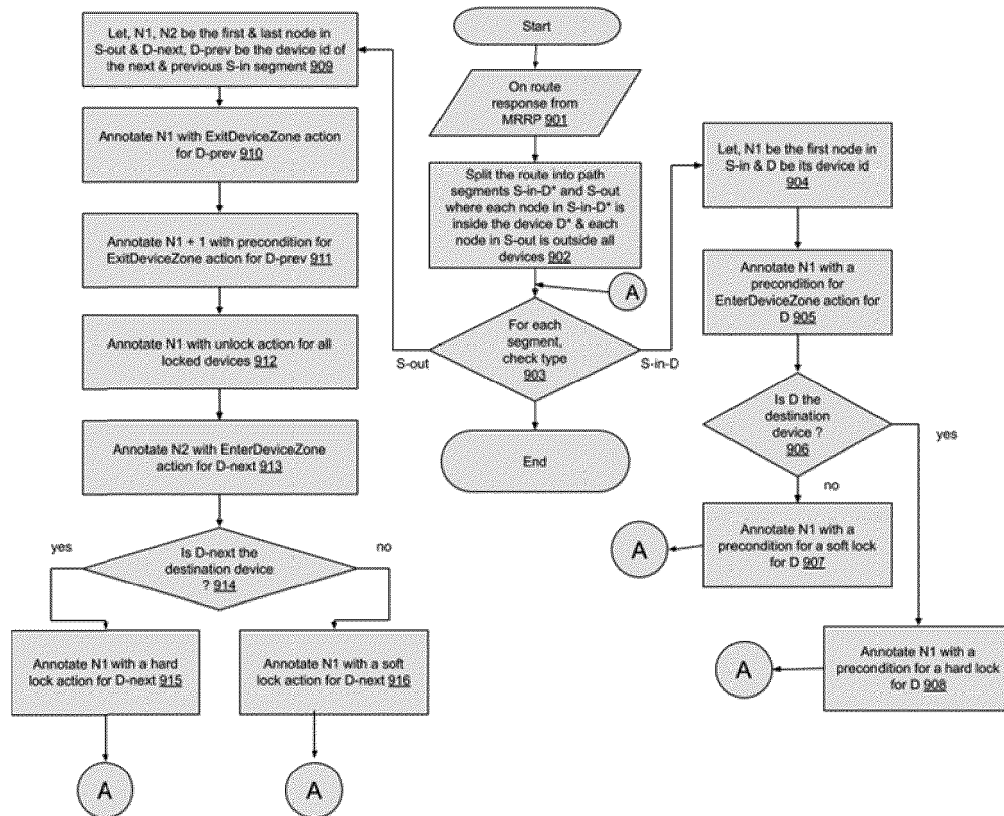 Start
On route
response from
MRRP 901
Split the route into path
segments S-in-D* and S-out
where each node in S-in-D* is
inside the device D* & each
node in S-out is outside all
devices 902
A
For each
segment,
check type
903
S-out
S-in-D
End
Let, N1, N2 be the first & last node in
S-out & D-next, D-prev be the device id of
the next & previous S-in segment 909
Annotate N1 with ExitDeviceZone action
for D-prev 910
Annotate N1 + 1 with precondition for
ExitDeviceZone action for D-prev 911
Annotate N1 with unlock action for all
locked devices 912
Annotate N2 with EnterDeviceZone
action for D-next 913
yes
no
Is D-next the
destination device
? 914
Annotate N1 with a hard
lock action for D-next 915
Annotate N1 with a soft
lock action for D-next 916
A
A
Let, N1 be the first node in
S-in & D be its device id
904
Annotate N1 with a
precondition for
EnterDeviceZone action for
D 905
Is D the
destination
device ?
906
yes
no
Annotate N1 with a
precondition for a soft lock
for D 907
A
Annotate N1 with a
precondition for a hard lock
for D 908
A